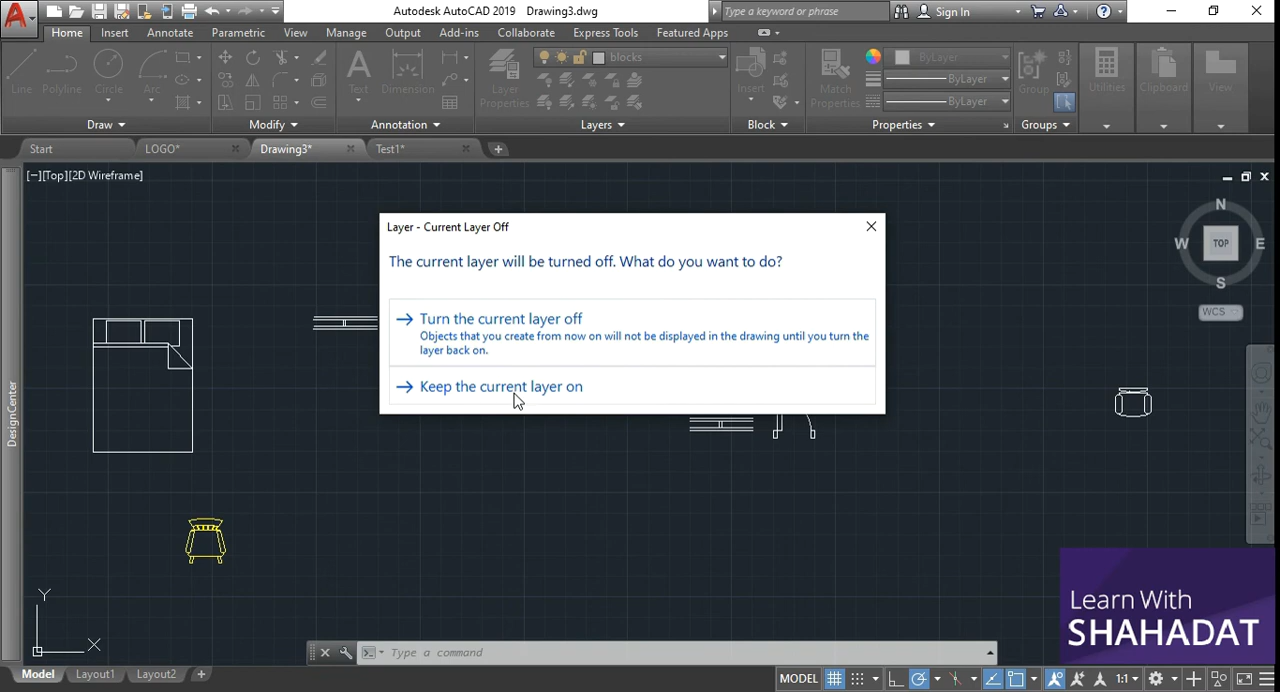 Autodesk AutoCAD 2019 Drawing3.dwg
Type a keyword or phrase
Sign In
Home Insert Annotate Parametric View Manage Output Add-ins Collaborate Express Tools Featured Apps
blocks
ByLayer
ByLayer
ByLayer
Line Polyline Circle Arc Text Dimension Layer Properties Insert Match Properties Group Utilities Clipboard View
Draw Modify Annotation Layers Block Properties Groups
Start LOGO* Drawing3* Test1*
[−][Top][2D Wireframe]
N
W TOP E
S
WCS
Layer - Current Layer Off
The current layer will be turned off. What do you want to do?
Turn the current layer off
Objects that you create from now on will not be displayed in the drawing until you turn the
layer back on.
Keep the current layer on
DesignCenter
Y
X
Learn With
SHAHADAT
Type a command
Model Layout1 Layout2
MODEL 1:1